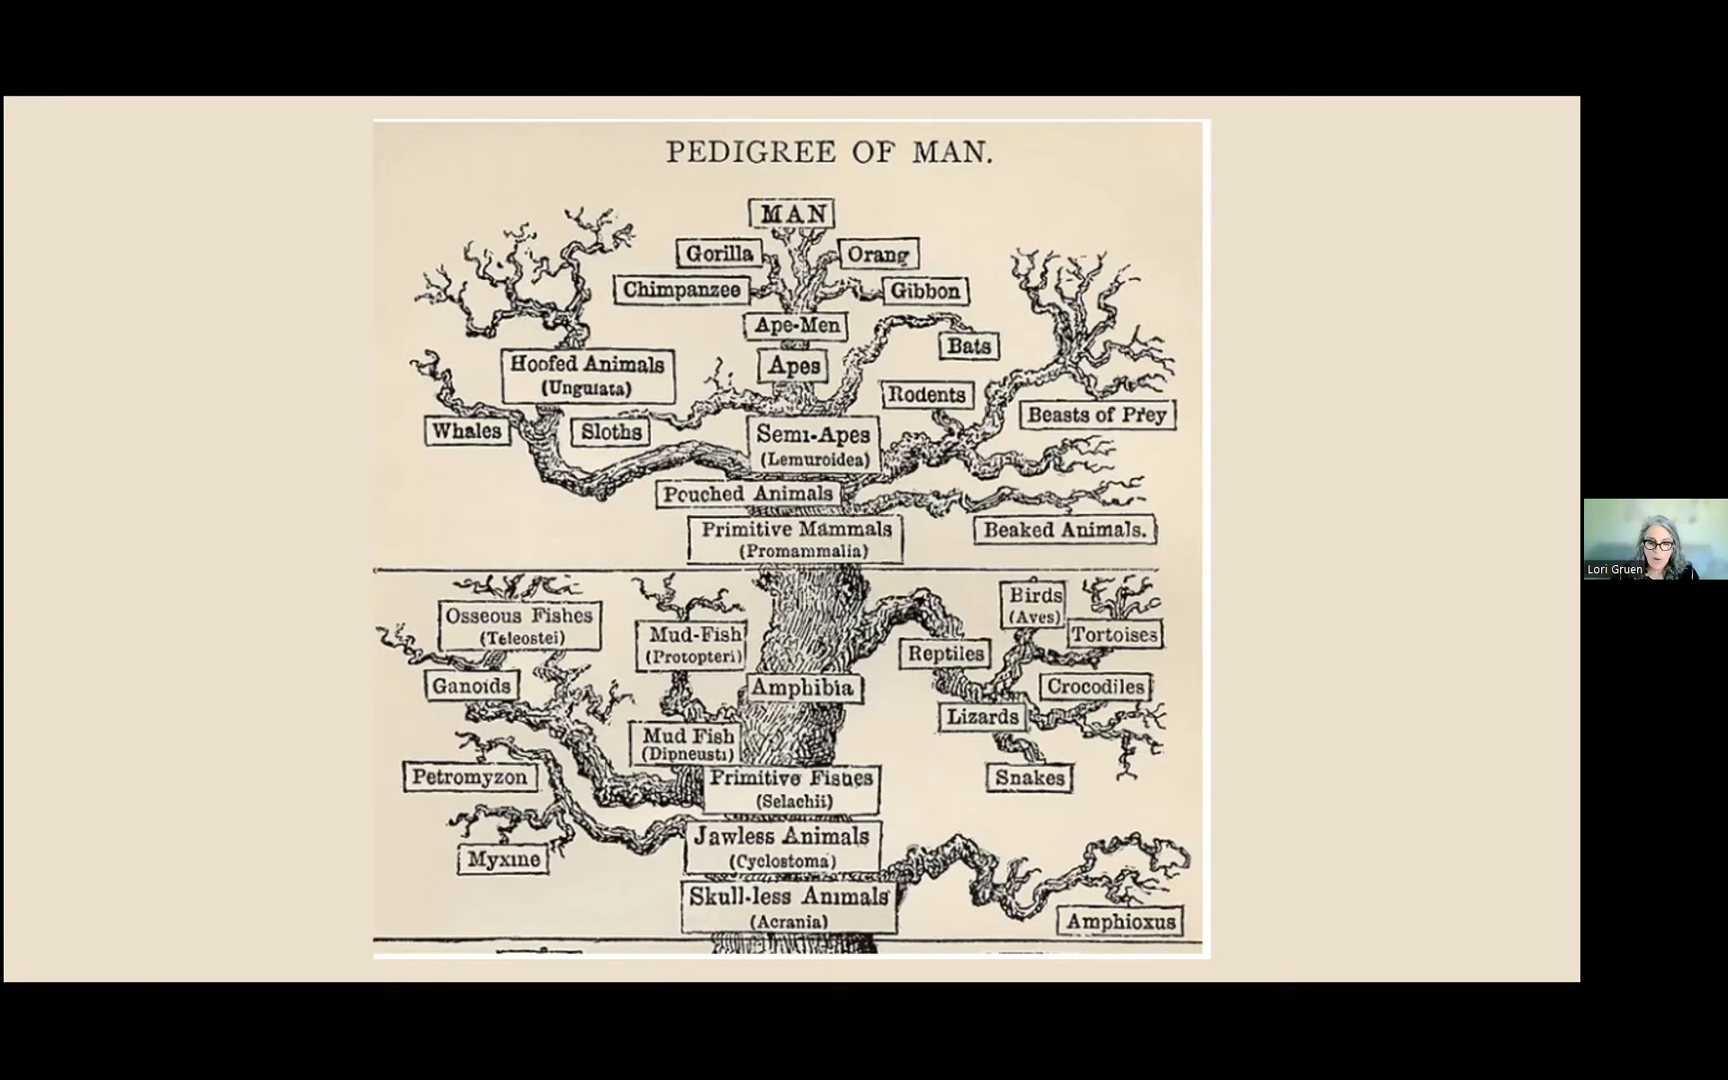 PEDIGREE OF MAN.
MAN
Gorilla
Orang
Chimpanzee
Gibbon
Ape-Men
Bats
Hoofed Animals
(Ungulata)
Apes
Rodents
Beasts of Prey
Whales
Sloths
Semi-Apes
(Lemuroidea)
Pouched Animals
Primitive Mammals
(Promammalia)
Beaked Animals.
Lori Gruen
Osseous Fishes
(Teleostei)
Mud-Fish
(Protopteri)
Birds
(Aves)
Tortoises
Reptiles
Ganoids
Amphibia
Crocodiles
Lizards
Mud Fish
(Dipneusti)
Petromyzon
Primitive Fishes
(Selachii)
Snakes
Jawless Animals
(Cyclostoma)
Myxine
Skull-less Animals
(Acrania)
Amphioxus